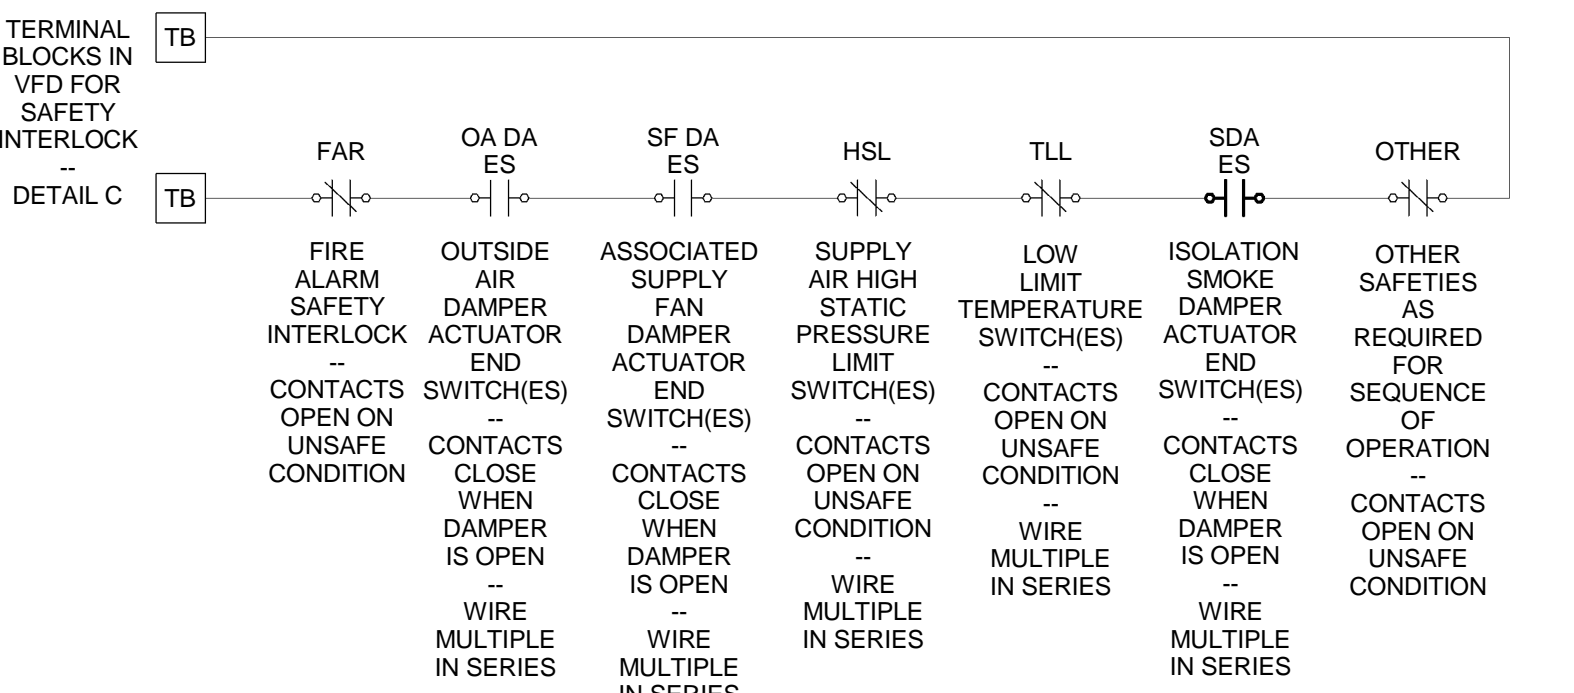 TERMINAL
BLOCKS IN
VFD FOR
SAFETY
INTERLOCK
--
DETAIL C
TB
TB
FAR
OA DA
ES
SF DA
ES
HSL
TLL
SDA
ES
OTHER
FIRE
ALARM
SAFETY
INTERLOCK
--
CONTACTS
OPEN ON
UNSAFE
CONDITION
OUTSIDE
AIR
DAMPER
ACTUATOR
END
SWITCH(ES)
--
CONTACTS
CLOSE
WHEN
DAMPER
IS OPEN
--
WIRE
MULTIPLE
IN SERIES
ASSOCIATED
SUPPLY
FAN
DAMPER
ACTUATOR
END
SWITCH(ES)
--
CONTACTS
CLOSE
WHEN
DAMPER
IS OPEN
--
WIRE
MULTIPLE
IN SERIES
SUPPLY
AIR HIGH
STATIC
PRESSURE
LIMIT
SWITCH(ES)
--
CONTACTS
OPEN ON
UNSAFE
CONDITION
--
WIRE
MULTIPLE
IN SERIES
LOW
LIMIT
TEMPERATURE
SWITCH(ES)
--
CONTACTS
OPEN ON
UNSAFE
CONDITION
--
WIRE
MULTIPLE
IN SERIES
ISOLATION
SMOKE
DAMPER
ACTUATOR
END
SWITCH(ES)
--
CONTACTS
CLOSE
WHEN
DAMPER
IS OPEN
--
WIRE
MULTIPLE
IN SERIES
OTHER
SAFETIES
AS
REQUIRED
FOR
SEQUENCE
OF
OPERATION
--
CONTACTS
OPEN ON
UNSAFE
CONDITION